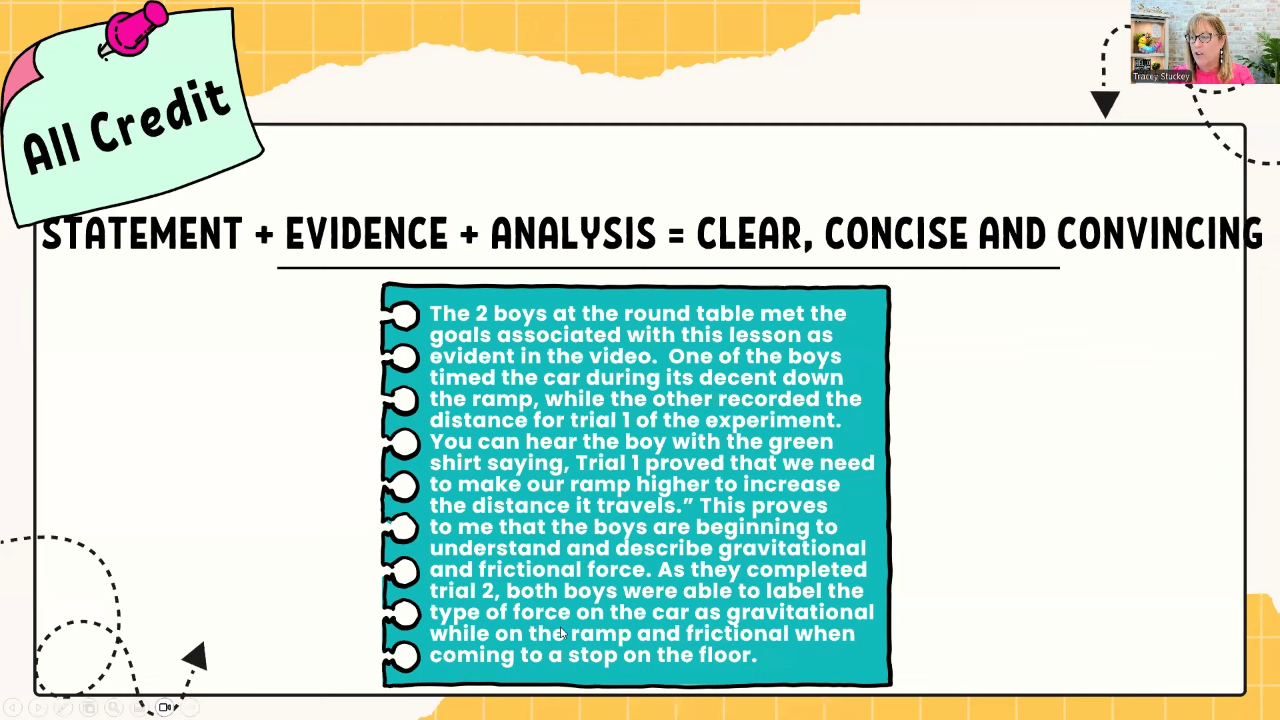 All Credit
Tracey Stuckey
STATEMENT + EVIDENCE + ANALYSIS = CLEAR, CONCISE AND CONVINCING
The 2 boys at the round table met the
goals associated with this lesson as
evident in the video.  One of the boys
timed the car during its decent down
the ramp, while the other recorded the
distance for trial 1 of the experiment.
You can hear the boy with the green
shirt saying, Trial 1 proved that we need
to make our ramp higher to increase
the distance it travels.” This proves
to me that the boys are beginning to
understand and describe gravitational
and frictional force. As they completed
trial 2, both boys were able to label the
type of force on the car as gravitational
while on the ramp and frictional when
coming to a stop on the floor.